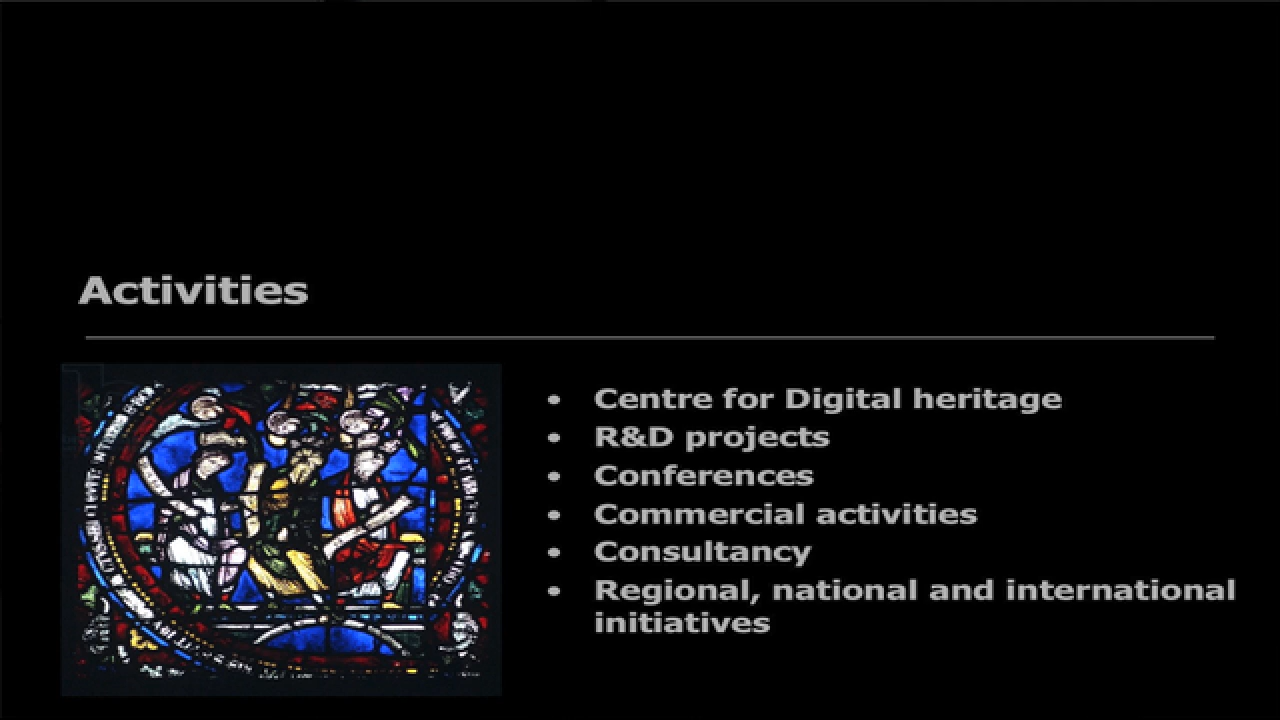 Activities
• Centre for Digital heritage
• R&D projects
• Conferences
• Commercial activities
• Consultancy
• Regional, national and international
initiatives